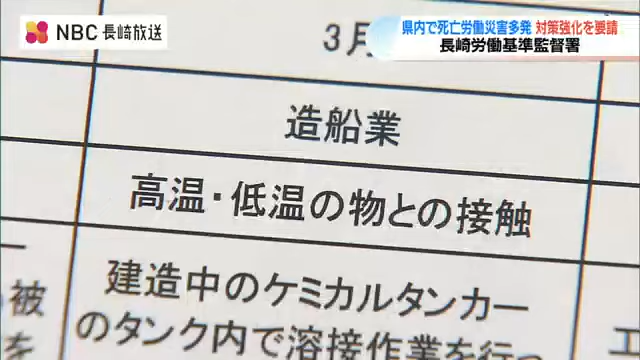 NBC 長崎放送
県内で死亡労働災害多発 対策強化を要請
長崎労働基準監督署
3月
造船業
高温・低温の物との接触
建造中のケミカルタンカー
のタンク内で溶接作業を行っ
被
を
工